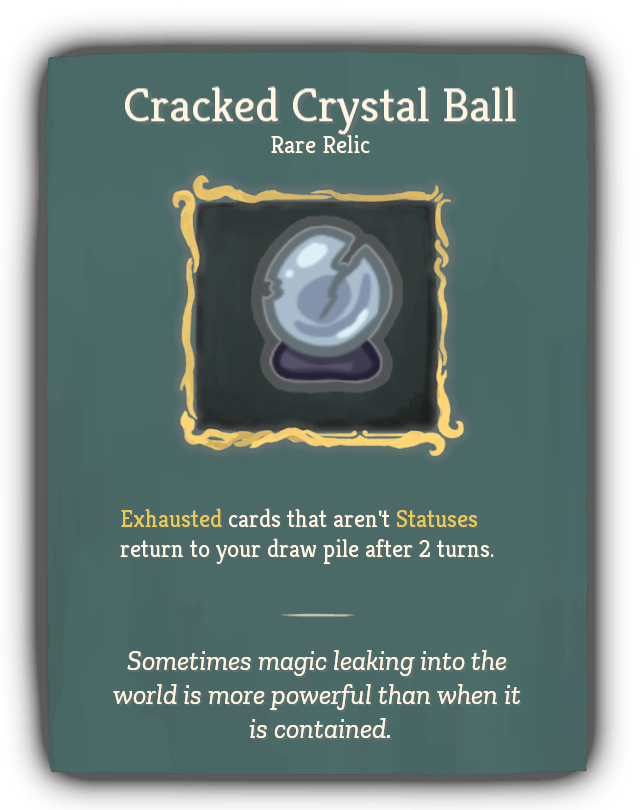 Cracked Crystal Ball
Rare Relic
Exhausted cards that aren't Statuses
return to your draw pile after 2 turns.
Sometimes magic leaking into the
world is more powerful than when it
is contained.